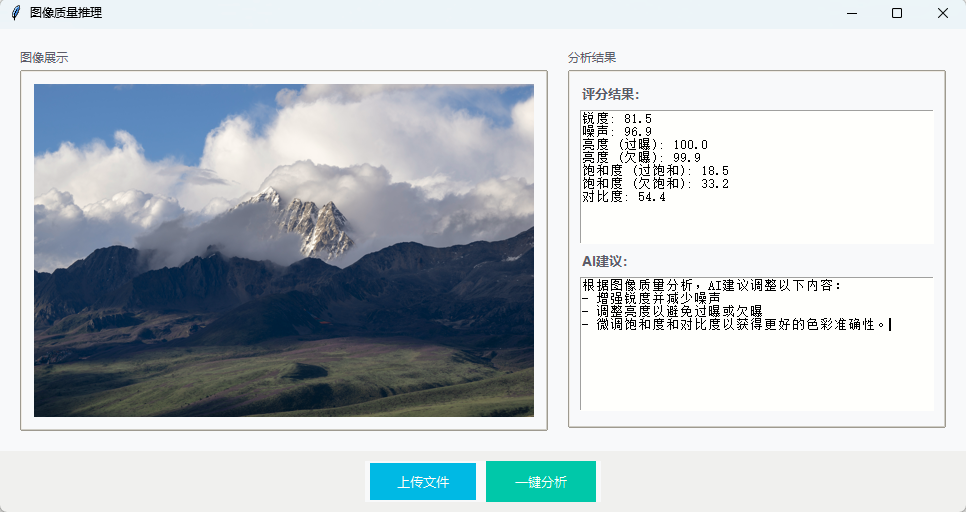 图像质量推理
图像展示
分析结果
评分结果:
锐度: 81.5
噪声: 96.9
亮度 (过曝): 100.0
亮度 (欠曝): 99.9
饱和度 (过饱和): 18.5
饱和度 (欠饱和): 33.2
对比度: 54.4
AI建议:
根据图像质量分析，AI建议调整以下内容:
- 增强锐度并减少噪声
- 调整亮度以避免过曝或欠曝
- 微调饱和度和对比度以获得更好的色彩准确性。
上传文件
一键分析